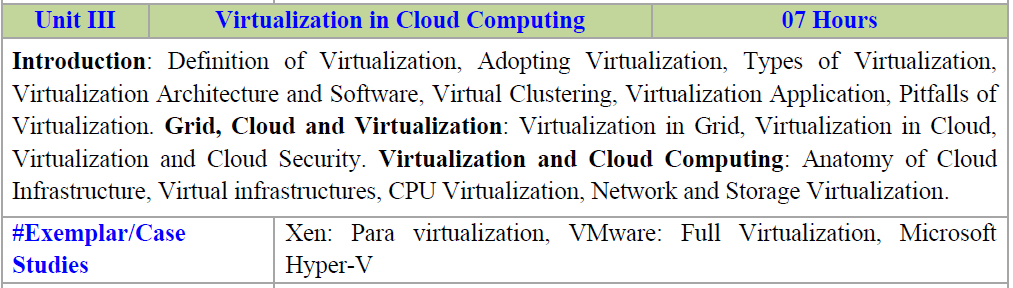 Unit III Virtualization in Cloud Computing 07 Hours
Introduction: Definition of Virtualization, Adopting Virtualization, Types of Virtualization,
Virtualization Architecture and Software, Virtual Clustering, Virtualization Application, Pitfalls of
Virtualization. Grid, Cloud and Virtualization: Virtualization in Grid, Virtualization in Cloud,
Virtualization and Cloud Security. Virtualization and Cloud Computing: Anatomy of Cloud
Infrastructure, Virtual infrastructures, CPU Virtualization, Network and Storage Virtualization.
#Exemplar/Case Xen: Para virtualization, VMware: Full Virtualization, Microsoft
Studies Hyper-V